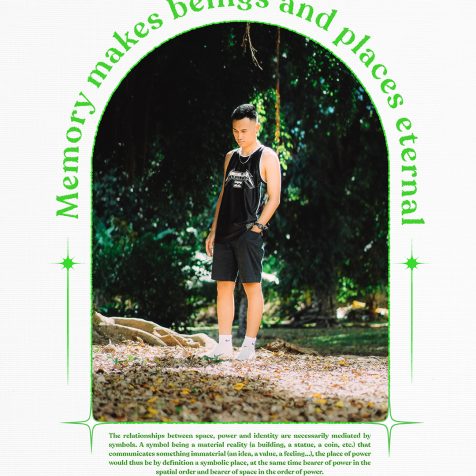 Memory makes beings and places eternal
The relationships between space, power and identity are necessarily mediated by
symbols. A symbol being a material reality (a building, a statue, a coin, etc.) that
communicates something immaterial (an idea, a value, a feeling...), the place of power
would thus be by definition a symbolic place, at the same time bearer of power in the
spatial order and bearer of space in the order of power.